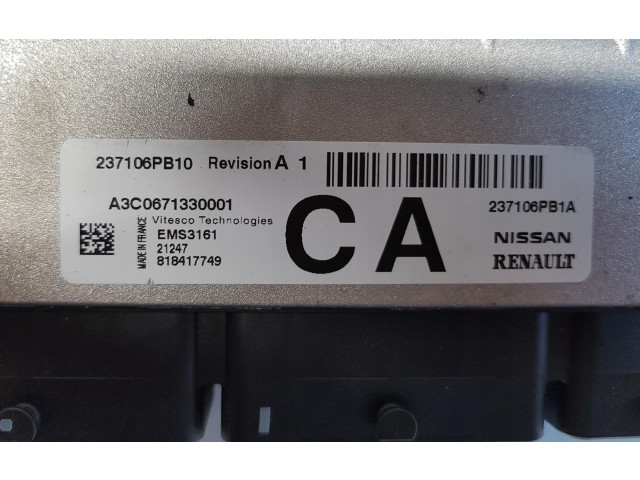 237106PB10 Revision A 1
A3C0671330001
237106PB1A
MADE IN FRANCE
Vitesco Technologies
EMS3161
21247
818417749
CA
NISSAN
RENAULT